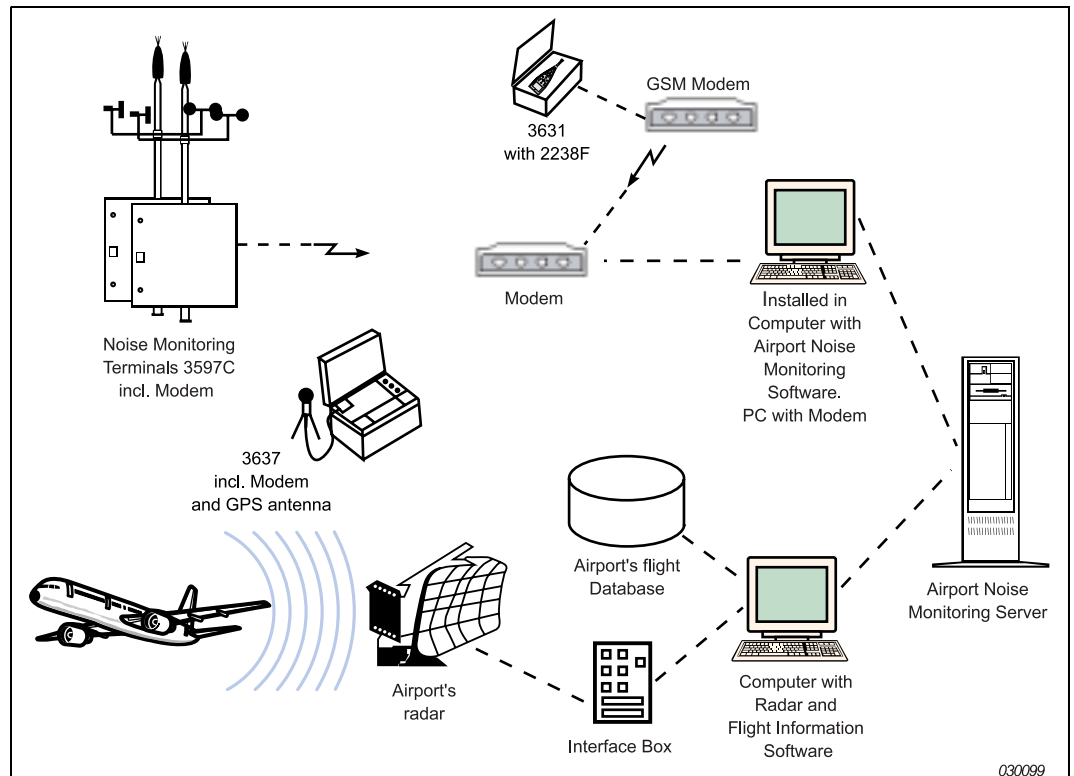 GSM Modem
3631
with 2238F
Modem
Installed in
Computer with
Airport Noise
Monitoring
Software.
PC with Modem
Noise Monitoring
Terminals 3597C
incl. Modem
3637
incl. Modem
and GPS antenna
Airport's flight
Database
Airport Noise
Monitoring Server
Airport's
radar
Interface Box
Computer with
Radar and
Flight Information
Software
030099